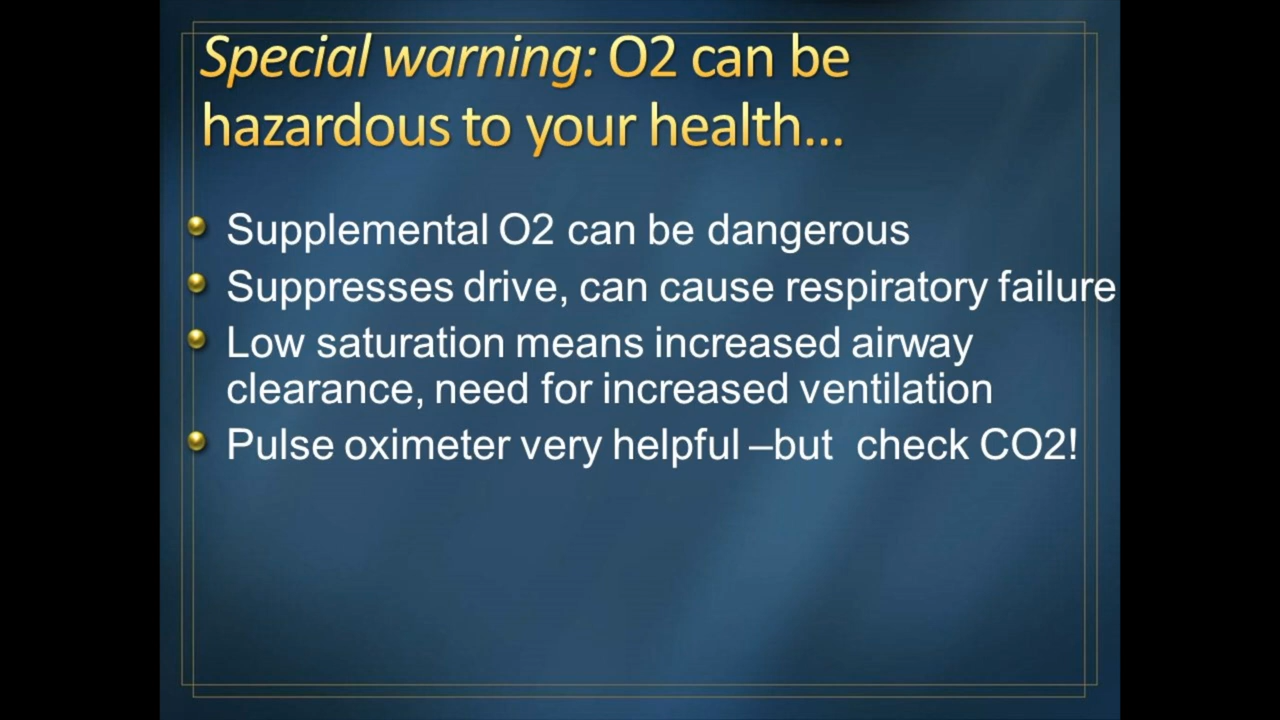 Special warning: O2 can be
hazardous to your health...
Supplemental O2 can be dangerous
Suppresses drive, can cause respiratory failure
Low saturation means increased airway
clearance, need for increased ventilation
Pulse oximeter very helpful –but  check CO2!